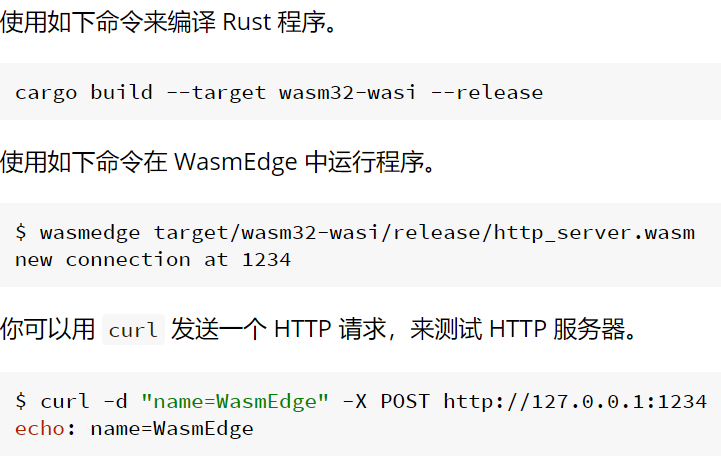 使用如下命令来编译 Rust 程序。
cargo build --target wasm32-wasi --release
使用如下命令在 WasmEdge 中运行程序。
$ wasmedge target/wasm32-wasi/release/http_server.wasm
new connection at 1234
你可以用 curl 发送一个 HTTP 请求，来测试 HTTP 服务器。
$ curl -d "name=WasmEdge" -X POST http://127.0.0.1:1234
echo: name=WasmEdge